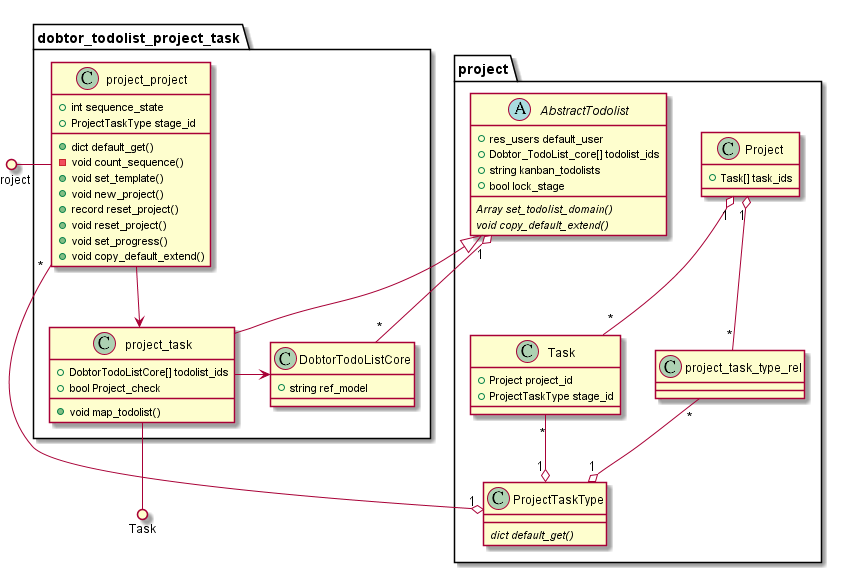 dobtor_todolist_project_task
C project_project
int sequence_state
ProjectTaskType stage_id
dict default_get()
void count_sequence()
void set_template()
void new_project()
record reset_project()
void reset_project()
void set_progress()
void copy_default_extend()
roject
*
C project_task
DobtorTodoListCore[] todolist_ids
bool Project_check
void map_todolist()
C DobtorTodoListCore
string ref_model
*
Task
project
A AbstractTodolist
res_users default_user
Dobtor_TodoList_core[] todolist_ids
string kanban_todolists
bool lock_stage
Array set_todolist_domain()
void copy_default_extend()
1
C Project
Task[] task_ids
1
1
*
*
C Task
Project project_id
ProjectTaskType stage_id
C project_task_type_rel
*
*
1
1
1
C ProjectTaskType
dict default_get()